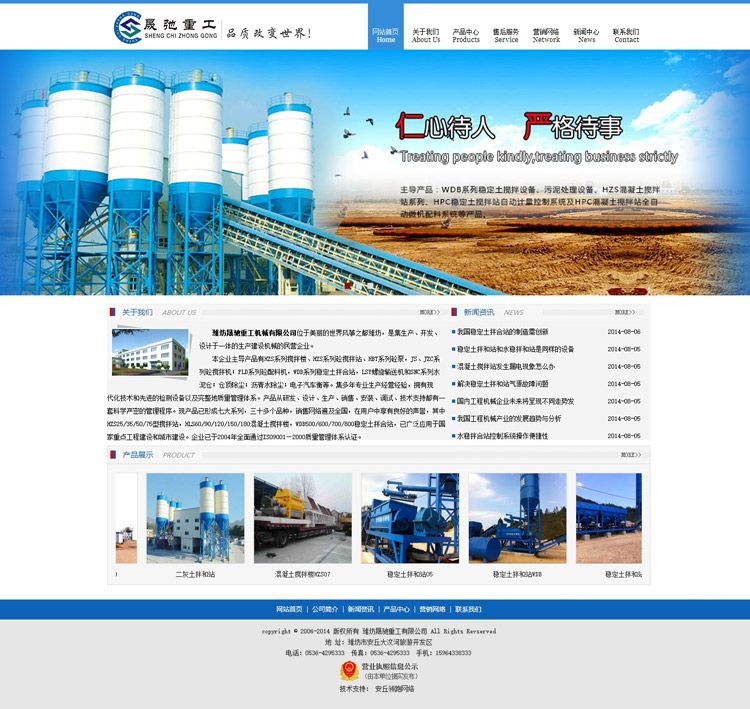 晟弛重工
SHENG CHI ZHONG GONG
品质改变世界!
网站首页 关于我们 产品中心 售后服务 营销网络 新闻中心 联系我们
Home About Us Products Service Network News Contact
仁心待人 严格待事
Treating people kindly,treating business strictly
主导产品：WDB系列稳定土搅拌设备、污泥处理设备、HZS混凝土搅拌
站系列、HPC稳定土搅拌站自动计量控制系统及HPC混凝土搅拌站全自
动微机配料系统等产品。
关于我们 ABOUT US MORE>>
潍坊晟驰重工机械有限公司位于美丽的世界风筝之都潍坊，是集生产、开发、
设计于一体的生产建设机械的民营企业。
本企业主导产品有HZS系列搅拌楼、HZS系列砼搅拌站、HBT系列砼泵，JS、JZC系
列砼搅拌机；PLD系列砼配料机，WDB系列稳定土拌合站，LSY螺旋输送机和SNC系列水
泥仓；仓顶除尘；沥青水除尘；电子汽车衡等。集多年专业生产经营经验，拥有现
代化技术和先进的检测设备以及完整地质量管理体系。产品从研发、设计、生产、销售、安装、调试、技术支持都有一
套科学严密的管理程序。现产品已形成七大系列，三十多个品种，销售网络遍及全国，在用户中享有良好的声誉，其中
HZS25/35/50/75型搅拌站，HLS60/90/120/150/180混凝土搅拌楼，WDB500/600/700/800稳定土拌合站，已广泛应用于国
家重点工程建设和城市建设。企业已于2004年全面通过ISO9001－2000质量管理体系认证。
新闻资讯 NEWS MORE>>
我国稳定土拌合站的制造需创新 2014-08-06
稳定土拌和站和水稳拌和站是同样的设备 2014-08-05
混凝土搅拌站发生漏电现象怎么办 2014-08-05
解决稳定土拌和站气源故障问题 2014-08-05
国内工程机械企业未来将呈现不同走势发 2014-08-05
我国工程机械产业的发展趋势与分析 2014-08-05
水稳拌合站控制系统操作便捷性 2014-08-05
产品展示 PRODUCT MORE>>
二灰土拌和站 混凝土搅拌楼HZS07 稳定土拌和站05 稳定土拌和站WDB 稳定土拌和站
网站首页 | 公司简介 | 新闻资讯 | 产品中心 | 营销网络 | 联系我们
copyright © 2006-2014 版权所有 潍坊晟驰重工有限公司 All Rights Reserved
地 址：潍坊市安丘大汶河旅游开发区
电话：0536-4295333 传真：0536-4295333 手机：15964338333
营业执照信息公示
(由本单位据实发布)
技术支持： 安丘领跑网络